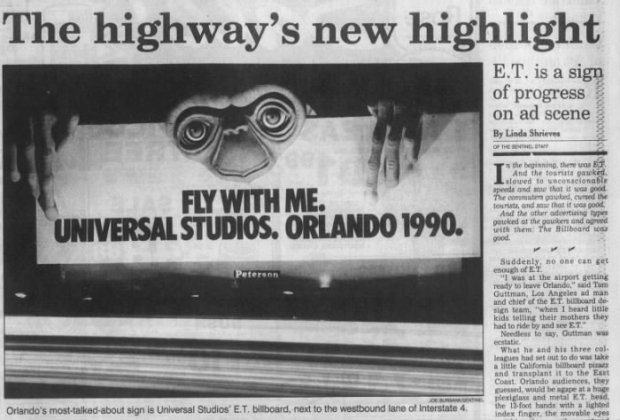 The highway's new highlight
FLY WITH ME.
UNIVERSAL STUDIOS. ORLANDO 1990.
Peterson
JOE BURBANK/SENTINEL
Orlando's most-talked-about sign is Universal Studios' E.T. billboard, next to the westbound lane of Interstate 4.
E.T. is a sign
of progress
on ad scene
By Linda Shrieves
OF THE SENTINEL STAFF
In the beginning, there was E.T.
And the tourists gawked,
slowed to unconscionable
speeds and saw that it was good.
The commuters gawked, cursed the
tourists, and saw that it was good.
And the other advertising types
gawked at the gawkers and agreed
with them: The Billboard was
good.
Suddenly, no one can get
enough of E.T.
"I was at the airport getting
ready to leave Orlando," said Tom
Guttman, Los Angeles ad man
and chief of the E.T. billboard de-
sign team, "when I heard little
kids telling their mothers they
had to ride by and see E.T."
Needless to say, Guttman was
ecstatic.
What he and his three col-
leagues had set out to do was take
a little California billboard pizazz
and transplant it to the East
Coast. Orlando audiences, they
guessed, would be agape at a huge
plexiglass and metal E.T. head,
the 13-foot hands with a lighted
index finger, the movable eyes